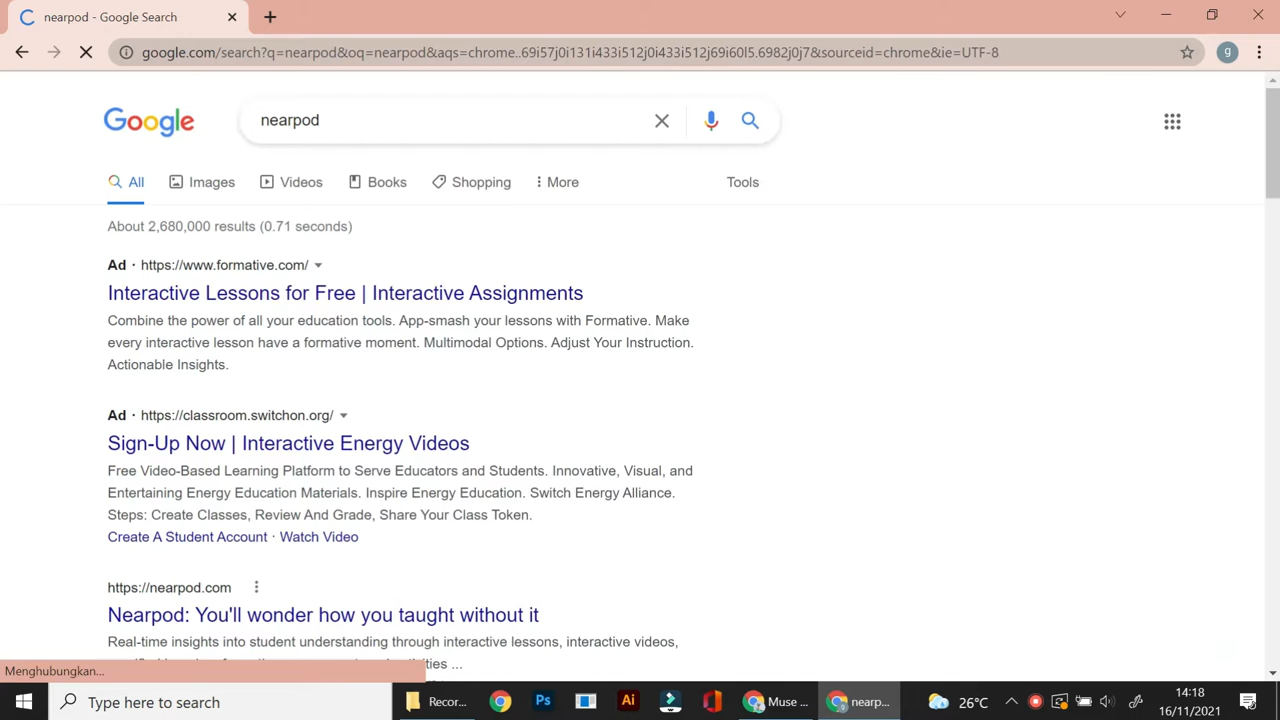 nearpod - Google Search
google.com/search?q=nearpod&oq=nearpod&aqs=chrome..69i57j0i131i433i512j0i433i512j69i60l5.6982j0j7&sourceid=chrome&ie=UTF-8
Google
nearpod
All
Images
Videos
Books
Shopping
More
Tools
About 2,680,000 results (0.71 seconds)
Ad · https://www.formative.com/
Interactive Lessons for Free | Interactive Assignments
Combine the power of all your education tools. App-smash your lessons with Formative. Make
every interactive lesson have a formative moment. Multimodal Options. Adjust Your Instruction.
Actionable Insights.
Ad · https://classroom.switchon.org/
Sign-Up Now | Interactive Energy Videos
Free Video-Based Learning Platform to Serve Educators and Students. Innovative, Visual, and
Entertaining Energy Education Materials. Inspire Energy Education. Switch Energy Alliance.
Steps: Create Classes, Review And Grade, Share Your Class Token.
Create A Student Account · Watch Video
https://nearpod.com
Nearpod: You'll wonder how you taught without it
Real-time insights into student understanding through interactive lessons, interactive videos,
Menghubungkan...
Type here to search
Recor...
Ps
Ai
Muse ...
nearp...
26°C
14:18
16/11/2021